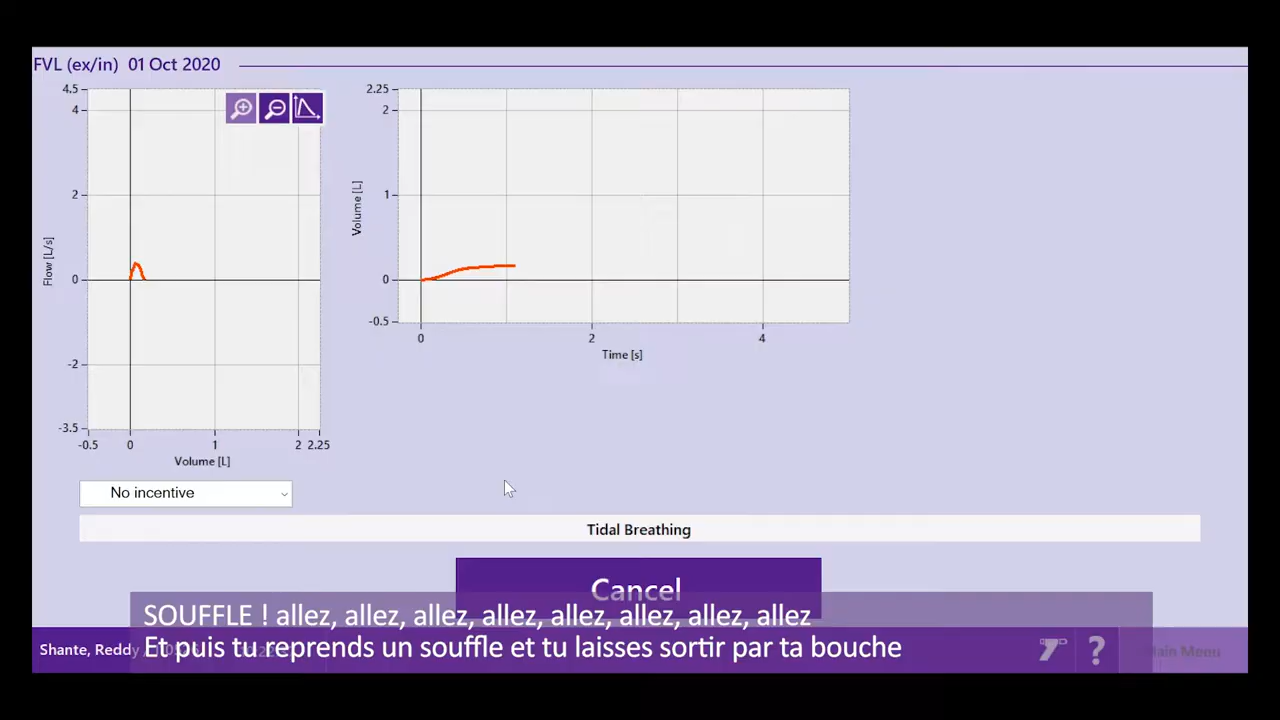 FVL (ex/in) 01 Oct 2020
4.5
4
2
0
-2
-3.5
Flow [L/s]
-0.5 0 1 2 2.25
Volume [L]
2.25
2
1
0
-0.5
Volume [L]
0 2 4
Time [s]
No incentive
Tidal Breathing
Cancel
SOUFFLE ! allez, allez, allez, allez, allez, allez, allez, allez
Et puis tu reprends un souffle et tu laisses sortir par ta bouche
Shante, Reddy
?
Main Menu